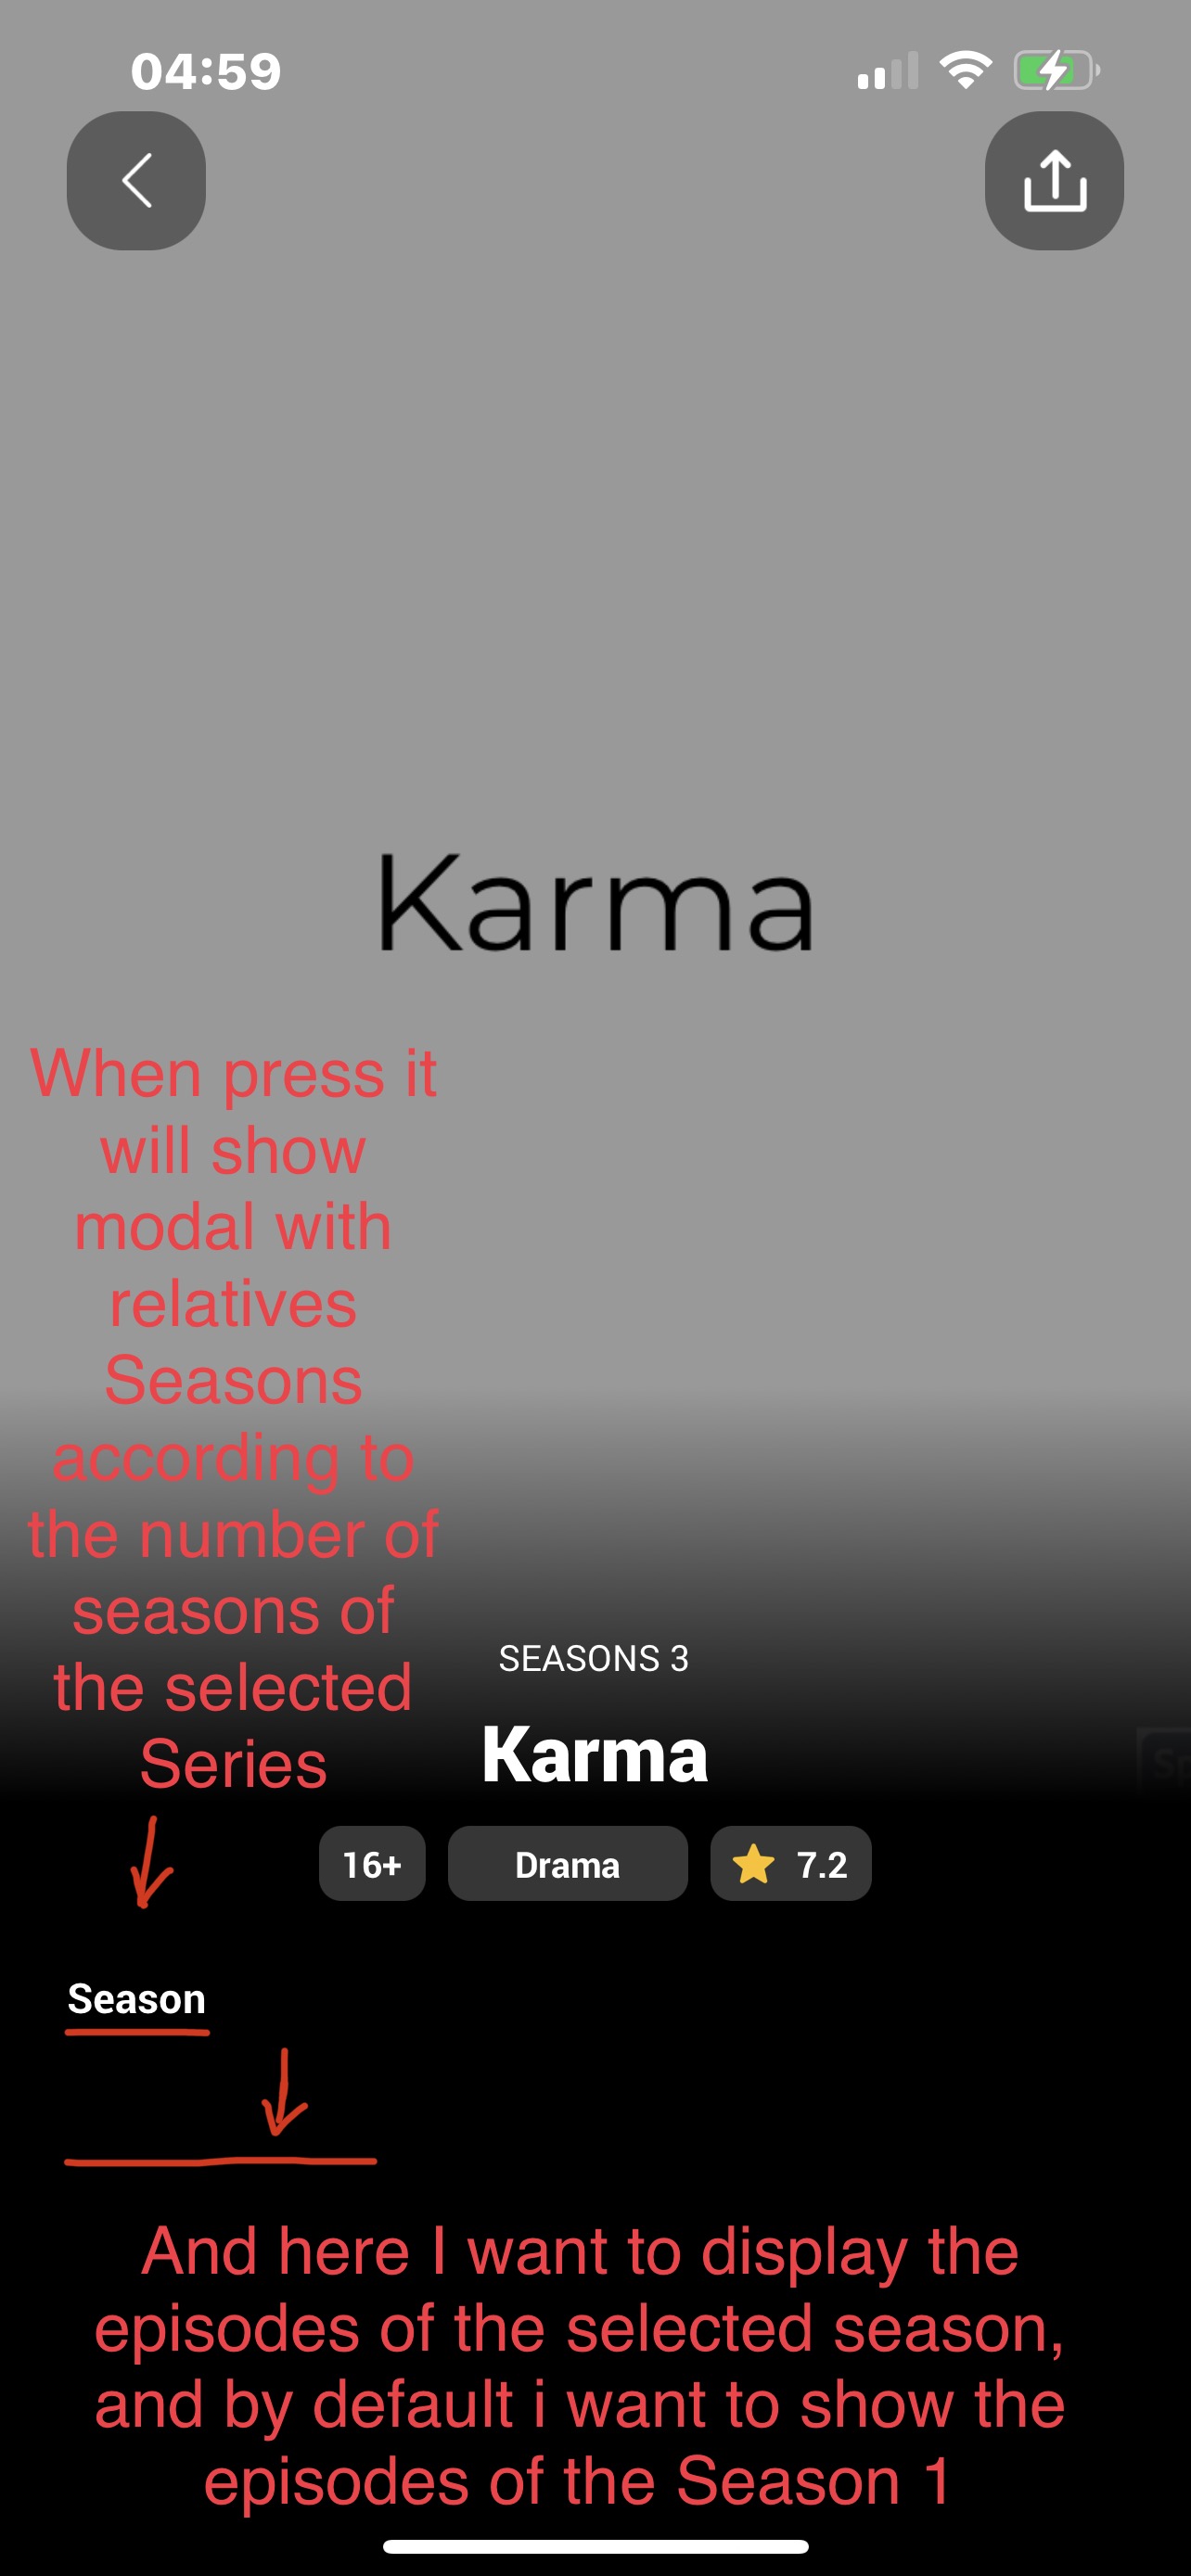 04:59
Karma
When press it
will show
modal with
relatives
Seasons
according to
the number of
seasons of
the selected
Series
SEASONS 3
Karma
Sp
16+
Drama
7.2
Season
And here I want to display the
episodes of the selected season,
and by default i want to show the
episodes of the Season 1